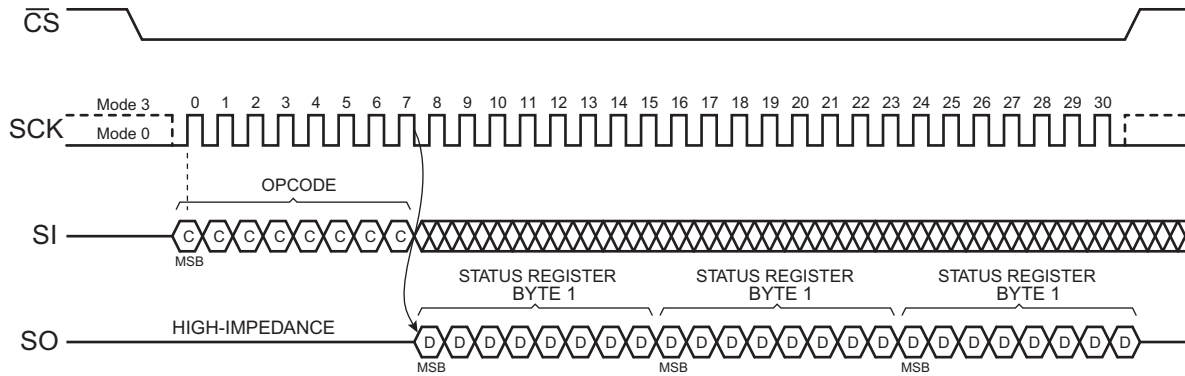 CS
Mode 3
0 1 2 3 4 5 6 7 8 9 10 11 12 13 14 15 16 17 18 19 20 21 22 23 24 25 26 27 28 29 30
SCK
Mode 0
OPCODE
SI
C C C C C C C C
MSB
STATUS REGISTER
BYTE 1
STATUS REGISTER
BYTE 1
STATUS REGISTER
BYTE 1
HIGH-IMPEDANCE
SO
D D D D D D D D D D D D D D D D D D D D D D D D
MSB
MSB
MSB